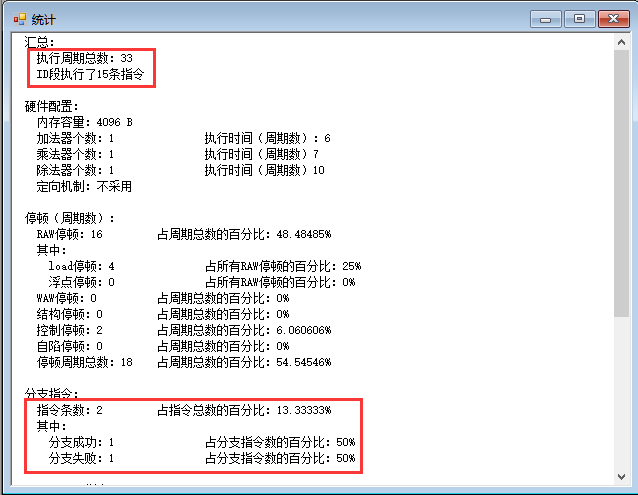 统计
汇总:
执行周期总数: 33
ID段执行了15条指令
硬件配置:
内存容量: 4096 B
加法器个数: 1 执行时间(周期数): 6
乘法器个数: 1 执行时间(周期数) 7
除法器个数: 1 执行时间(周期数) 10
定向机制: 不采用
停顿(周期数):
RAW停顿: 16 占周期总数的百分比: 48.48485%
其中:
load停顿: 4 占所有RAW停顿的百分比: 25%
浮点停顿: 0 占所有RAW停顿的百分比: 0%
WAW停顿: 0 占周期总数的百分比: 0%
结构停顿: 0 占周期总数的百分比: 0%
控制停顿: 2 占周期总数的百分比: 6.060606%
自陷停顿: 0 占周期总数的百分比: 0%
停顿周期总数: 18 占周期总数的百分比: 54.54546%
分支指令:
指令条数: 2 占指令总数的百分比: 13.33333%
其中:
分支成功: 1 占分支指令数的百分比: 50%
分支失败: 1 占分支指令数的百分比: 50%